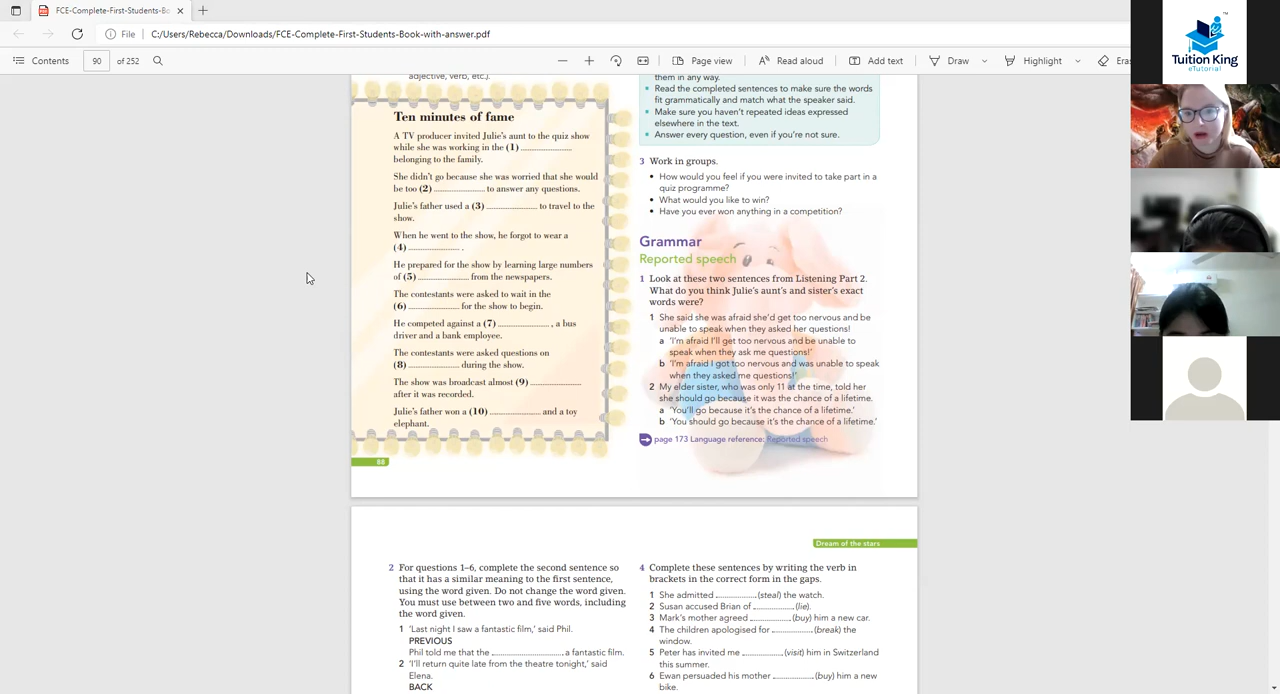 FCE-Complete-First-Students-Bo
File
C:/Users/Rebecca/Downloads/FCE-Complete-First-Students-Book-with-answer.pdf
Contents
90
of 252
Page view
Read aloud
Add text
Draw
Highlight
Eras
TM
Tuition King
eTutorial
adjective, verb, etc.).
Ten minutes of fame
A TV producer invited Julie's aunt to the quiz show
while she was working in the (1) ....................
belonging to the family.
She didn't go because she was worried that she would
be too (2) .................... to answer any questions.
Julie's father used a (3) .................... to travel to the
show.
When he went to the show, he forgot to wear a
(4) .................... .
He prepared for the show by learning large numbers
of (5) .................... from the newspapers.
The contestants were asked to wait in the
(6) .................... for the show to begin.
He competed against a (7) .................... , a bus
driver and a bank employee.
The contestants were asked questions on
(8) .................... during the show.
The show was broadcast almost (9) ....................
after it was recorded.
Julie's father won a (10) .................... and a toy
elephant.
88
them in any way.
Read the completed sentences to make sure the words
fit grammatically and match what the speaker said.
Make sure you haven't repeated ideas expressed
elsewhere in the text.
Answer every question, even if you're not sure.
3 Work in groups.
• How would you feel if you were invited to take part in a
quiz programme?
• What would you like to win?
• Have you ever won anything in a competition?
Grammar
Reported speech
1 Look at these two sentences from Listening Part 2.
What do you think Julie's aunt's and sister's exact
words were?
1 She said she was afraid she'd get too nervous and be
unable to speak when they asked her questions!
a 'I'm afraid I'll get too nervous and be unable to
speak when they ask me questions!'
b 'I'm afraid I got too nervous and was unable to speak
when they asked me questions!'
2 My elder sister, who was only 11 at the time, told her
she should go because it was the chance of a lifetime.
a 'You'll go because it's the chance of a lifetime.'
b 'You should go because it's the chance of a lifetime.'
page 173 Language reference: Reported speech
Dream of the stars
2 For questions 1–6, complete the second sentence so
that it has a similar meaning to the first sentence,
using the word given. Do not change the word given.
You must use between two and five words, including
the word given.
1 'Last night I saw a fantastic film,' said Phil.
PREVIOUS
Phil told me that the .................... a fantastic film.
2 'I'll return quite late from the theatre tonight,' said
Elena.
BACK
4 Complete these sentences by writing the verb in
brackets in the correct form in the gaps.
1 She admitted .................... (steal) the watch.
2 Susan accused Brian of .................... (lie).
3 Mark's mother agreed .................... (buy) him a new car.
4 The children apologised for .................... (break) the
window.
5 Peter has invited me .................... (visit) him in Switzerland
this summer.
6 Ewan persuaded his mother .................... (buy) him a new
bike.